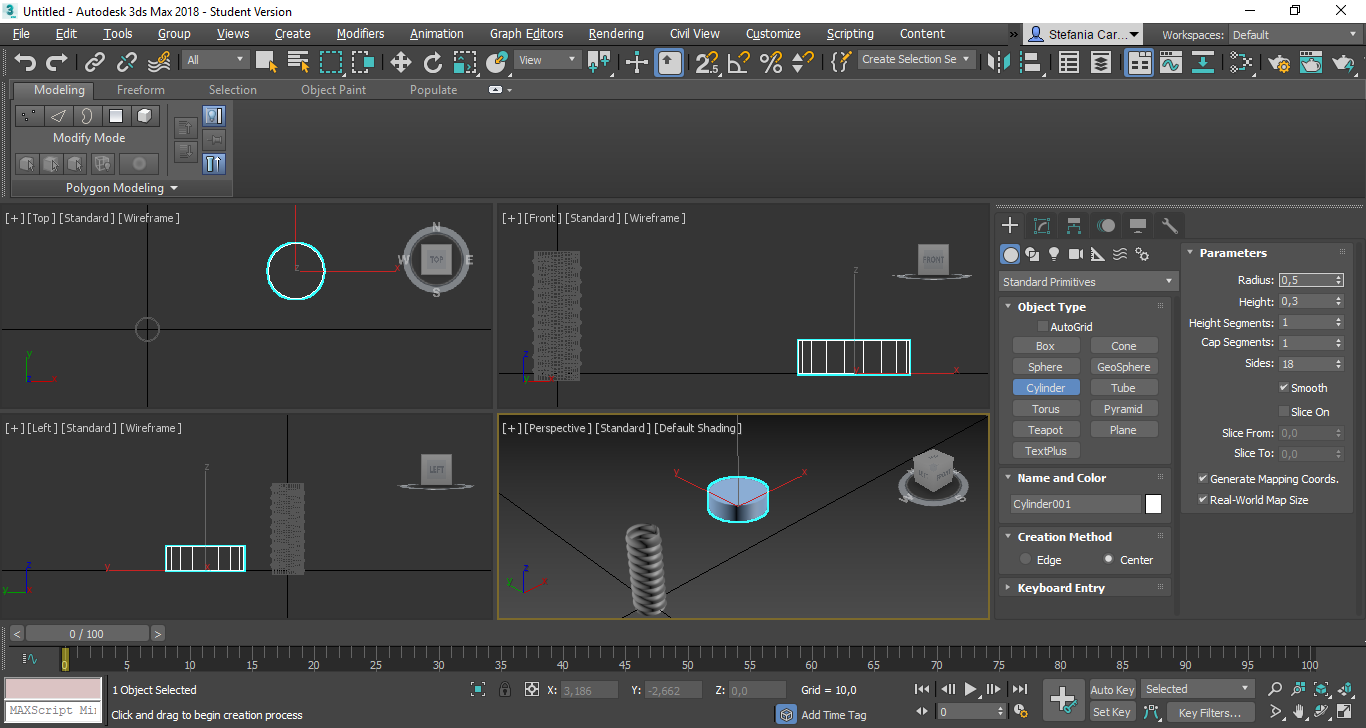 Untitled - Autodesk 3ds Max 2018 - Student Version
File Edit Tools Group Views Create Modifiers Animation Graph Editors Rendering Civil View Customize Scripting Content » Stefania Car... Workspaces: Default
All View Create Selection Se
Modeling Freeform Selection Object Paint Populate
Modify Mode
Polygon Modeling
[+] [Top] [Standard] [Wireframe]
N
W TOP E
S
z x
y
z x
[+] [Front] [Standard] [Wireframe]
FRONT
z
z
y x y x
[+] [Left] [Standard] [Wireframe]
LEFT
z
z y x
y x
[+] [Perspective] [Standard] [Default Shading]
y x
W S
z
y x
Standard Primitives
Object Type
AutoGrid
Box Cone
Sphere GeoSphere
Cylinder Tube
Torus Pyramid
Teapot Plane
TextPlus
Name and Color
Cylinder001
Creation Method
Edge Center
Keyboard Entry
Parameters
Radius: 0,5
Height: 0,3
Height Segments: 1
Cap Segments: 1
Sides: 18
Smooth
Slice On
Slice From: 0,0
Slice To: 0,0
Generate Mapping Coords.
Real-World Map Size
< 0 / 100 >
0 5 10 15 20 25 30 35 40 45 50 55 60 65 70 75 80 85 90 95 100
1 Object Selected X: 3,186 Y: -2,662 Z: 0,0 Grid = 10,0 Auto Key Selected
MAXScript Mi Click and drag to begin creation process Add Time Tag 0 Set Key Key Filters...